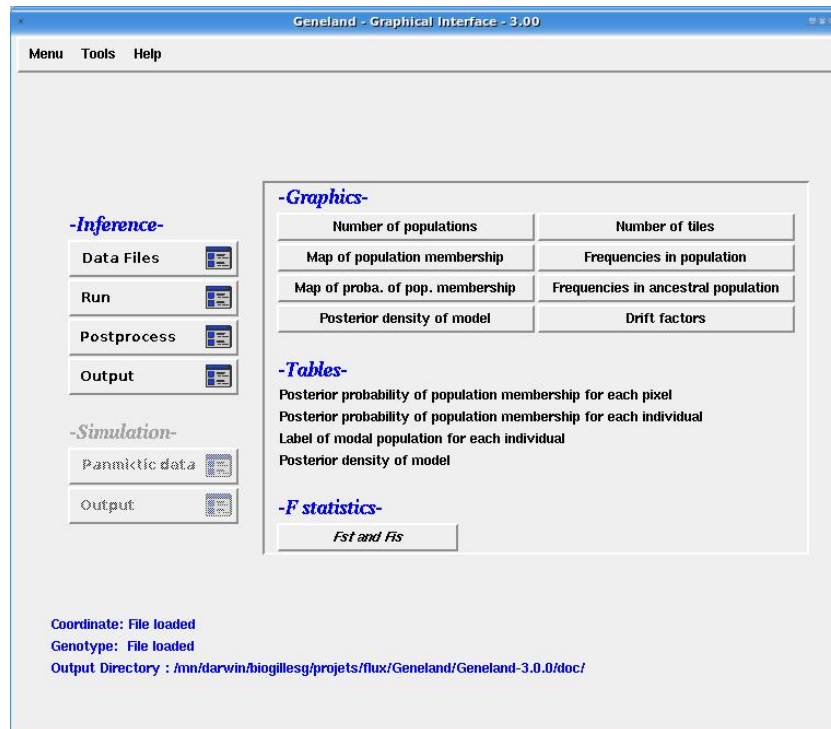 Geneland - Graphical Interface - 3.00
Menu Tools Help
-Inference-
Data Files
Run
Postprocess
Output
-Simulation-
Panmictic data
Output
-Graphics-
Number of populations Number of tiles
Map of population membership Frequencies in population
Map of proba. of pop. membership Frequencies in ancestral population
Posterior density of model Drift factors
-Tables-
Posterior probability of population membership for each pixel
Posterior probability of population membership for each individual
Label of modal population for each individual
Posterior density of model
-F statistics-
Fst and Fis
Coordinate: File loaded
Genotype: File loaded
Output Directory : /mn/darwin/biogillesg/projets/flux/Geneland/Geneland-3.0.0/doc/